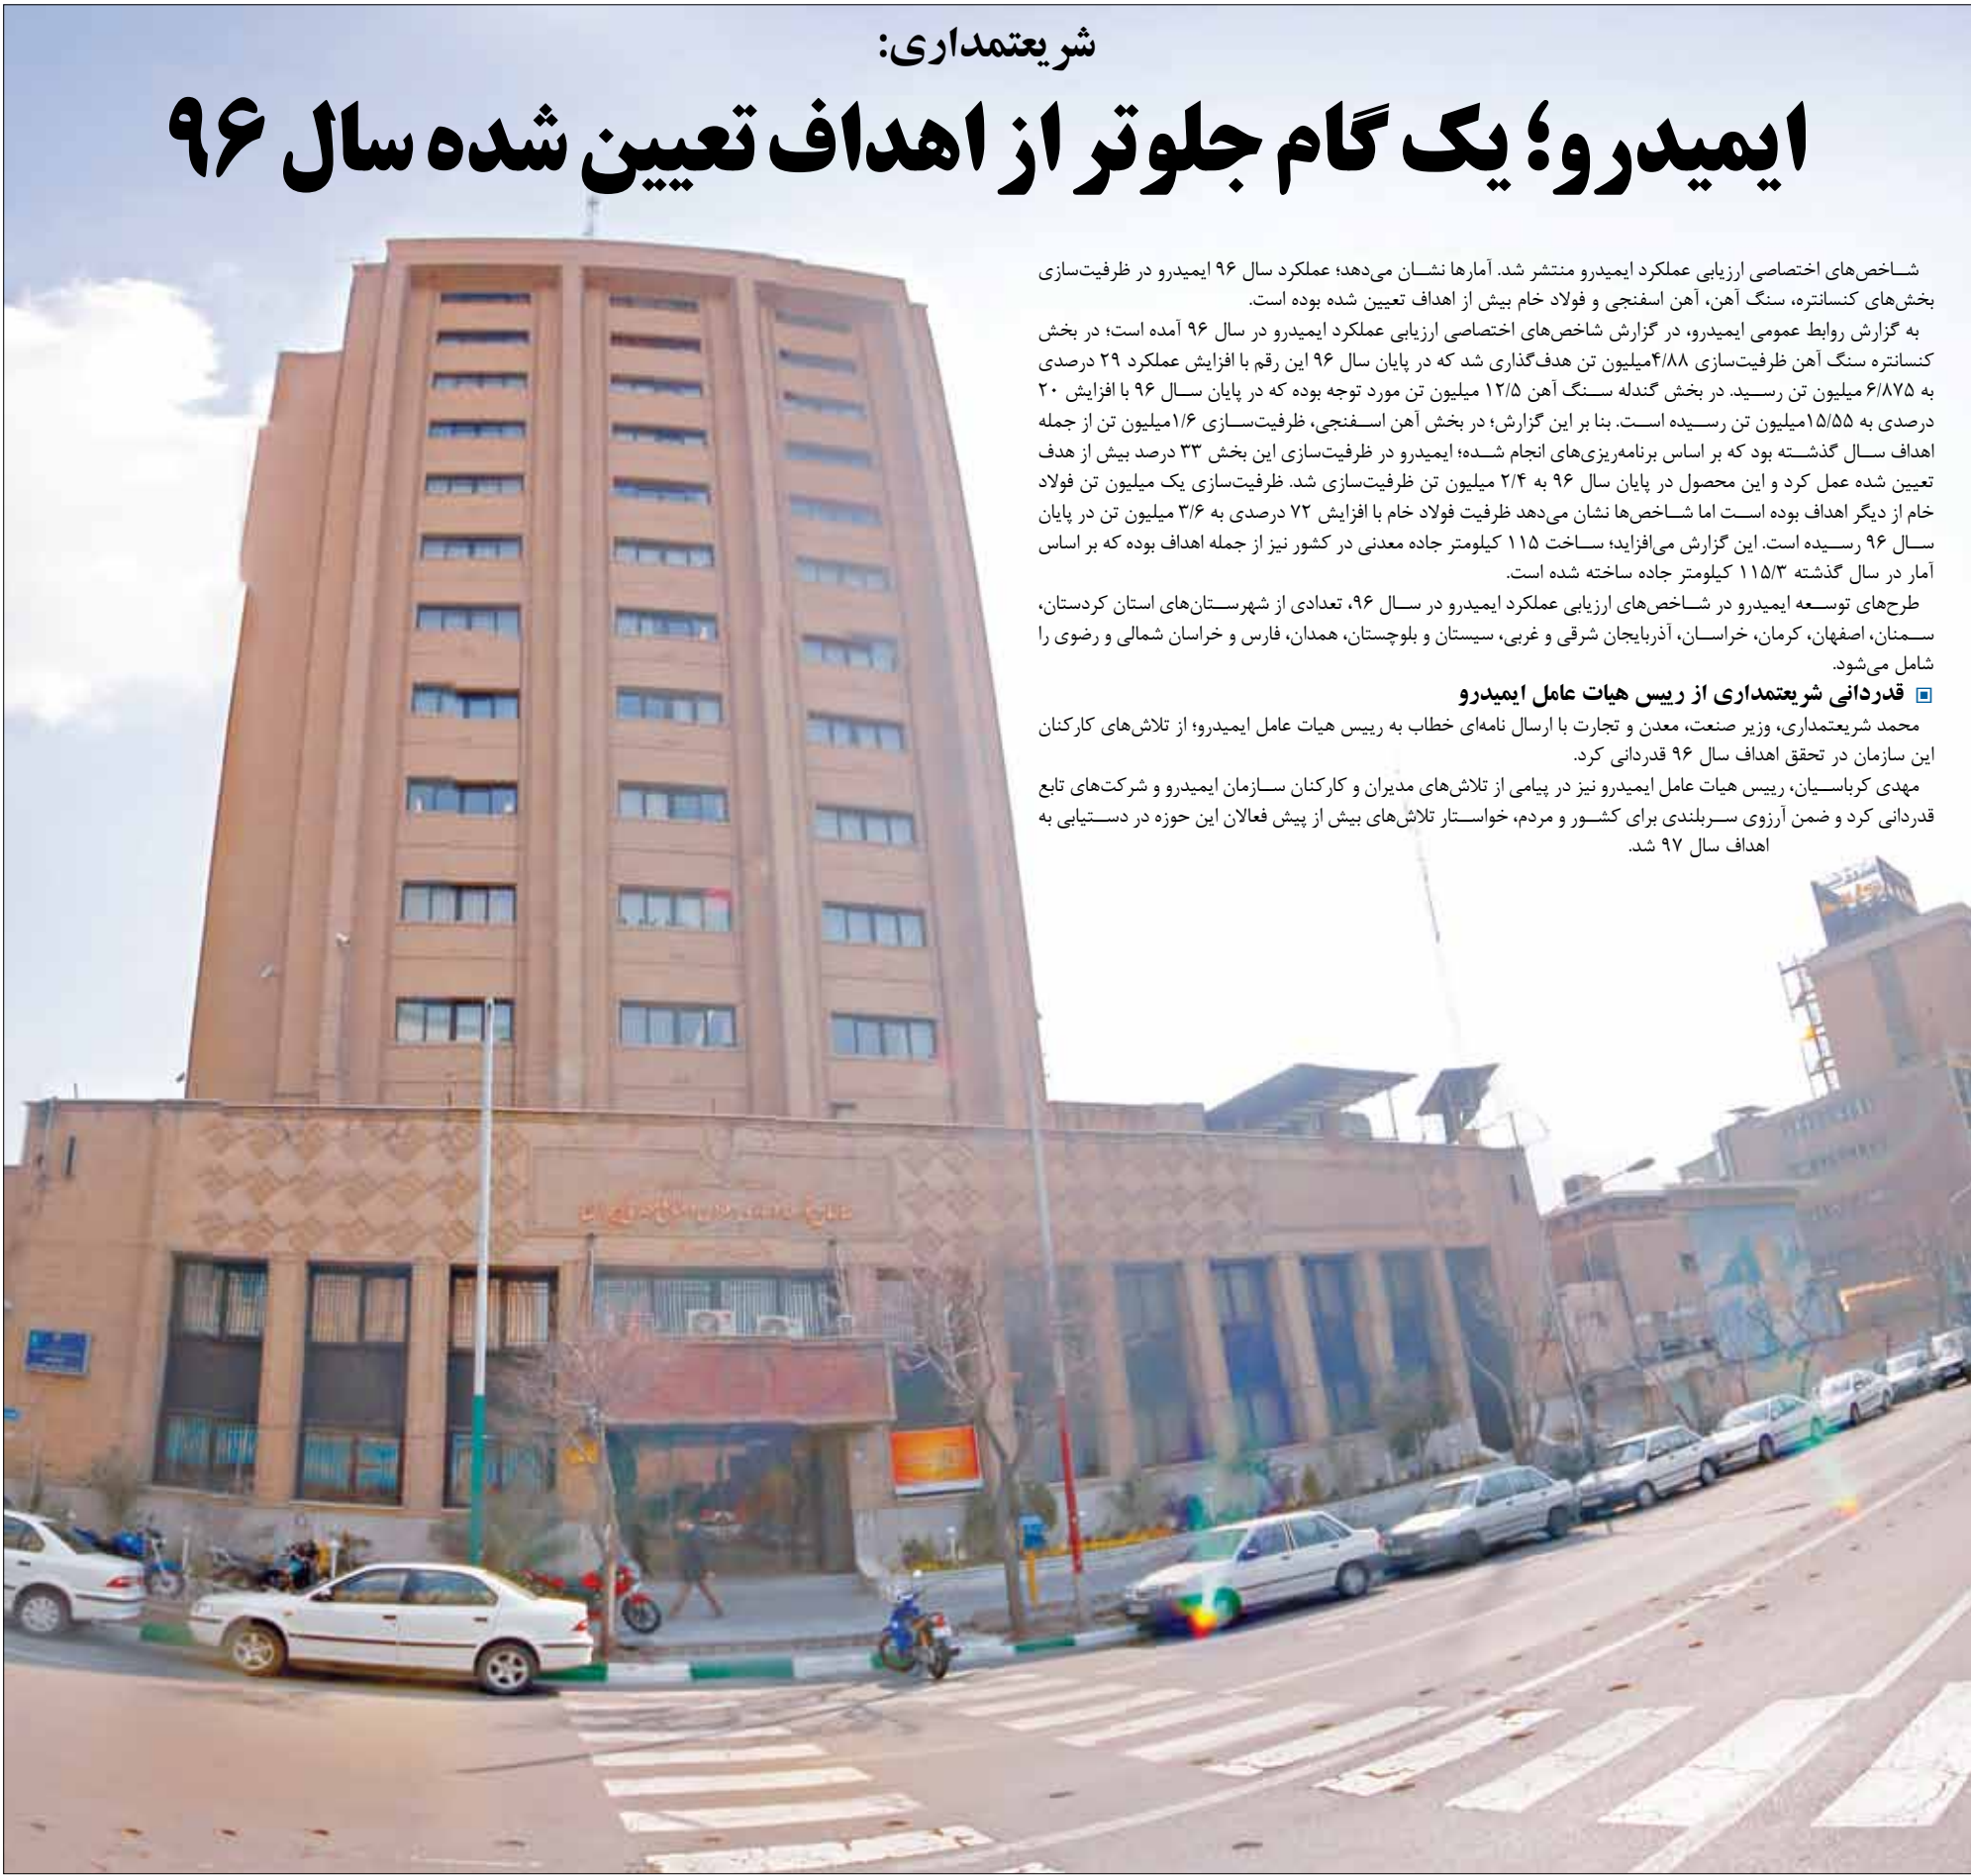 شریعتمداری:
ایمیدرو؛ یک گام جلوتر از اهداف تعیین شده سال ۹۶
شـاخص‌های اختصاصی ارزیابی عملکرد ایمیدرو منتشر شد. آمارها نشـان می‌دهد؛ عملکرد سال ۹۶ ایمیدرو در ظرفیت‌سازی
بخش‌های کنسانتره، سنگ آهن، آهن اسفنجی و فولاد خام بیش از اهداف تعیین شده بوده است.
به گزارش روابط عمومی ایمیدرو، در گزارش شاخص‌های اختصاصی ارزیابی عملکرد ایمیدرو در سال ۹۶ آمده است؛ در بخش
کنسانتره سنگ آهن ظرفیت‌سازی ۴/۸۸میلیون تن هدف‌گذاری شد که در پایان سال ۹۶ این رقم با افزایش عملکرد ۲۹ درصدی
به ۶/۸۷۵ میلیون تن رسـید. در بخش گندله سـنگ آهن ۱۲/۵ میلیون تن مورد توجه بوده که در پایان سـال ۹۶ با افزایش ۲۰
درصدی به ۱۵/۵۵میلیون تن رسـیده اسـت. بنا بر این گزارش؛ در بخش آهن اسـفنجی، ظرفیت‌سـازی ۱/۶میلیون تن از جمله
اهداف سـال گذشـته بود که بر اساس برنامه‌ریزی‌های انجام شـده؛ ایمیدرو در ظرفیت‌سازی این بخش ۳۳ درصد بیش از هدف
تعیین شده عمل کرد و این محصول در پایان سال ۹۶ به ۲/۴ میلیون تن ظرفیت‌سازی شد. ظرفیت‌سازی یک میلیون تن فولاد
خام از دیگر اهداف بوده اسـت اما شـاخص‌ها نشان می‌دهد ظرفیت فولاد خام با افزایش ۷۲ درصدی به ۳/۶ میلیون تن در پایان
سـال ۹۶ رسـیده است. این گزارش می‌افزاید؛ سـاخت ۱۱۵ کیلومتر جاده معدنی در کشور نیز از جمله اهداف بوده که بر اساس
آمار در سال گذشته ۱۱۵/۳ کیلومتر جاده ساخته شده است.
طرح‌های توسـعه ایمیدرو در شـاخص‌های ارزیابی عملکرد ایمیدرو در سـال ۹۶، تعدادی از شهرسـتان‌های استان کردستان،
سـمنان، اصفهان، کرمان، خراسـان، آذربایجان شرقی و غربی، سیستان و بلوچستان، همدان، فارس و خراسان شمالی و رضوی را
شامل می‌شود.
قدردانی شریعتمداری از رییس هیات عامل ایمیدرو
محمد شریعتمداری، وزیر صنعت، معدن و تجارت با ارسال نامه‌ای خطاب به رییس هیات عامل ایمیدرو؛ از تلاش‌های کارکنان
این سازمان در تحقق اهداف سال ۹۶ قدردانی کرد.
مهدی کرباسـیان، رییس هیات عامل ایمیدرو نیز در پیامی از تلاش‌های مدیران و کارکنان سـازمان ایمیدرو و شرکت‌های تابع
قدردانی کرد و ضمن آرزوی سـربلندی برای کشـور و مردم، خواسـتار تلاش‌های بیش از پیش فعالان این حوزه در دسـتیابی به
اهداف سال ۹۷ شد.